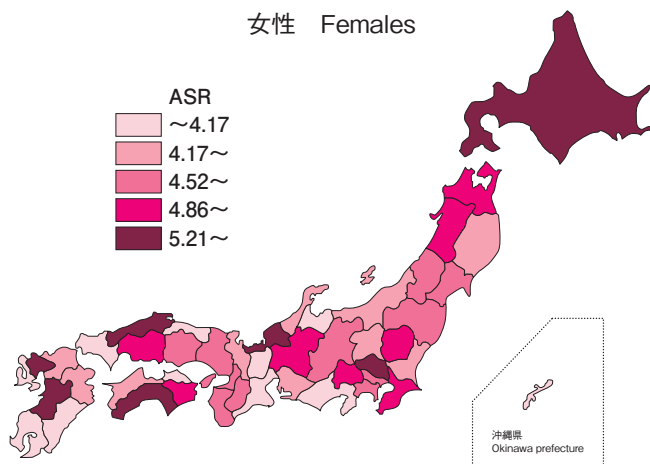 女性 Females
ASR
～4.17
4.17～
4.52～
4.86～
5.21～
沖縄県
Okinawa prefecture